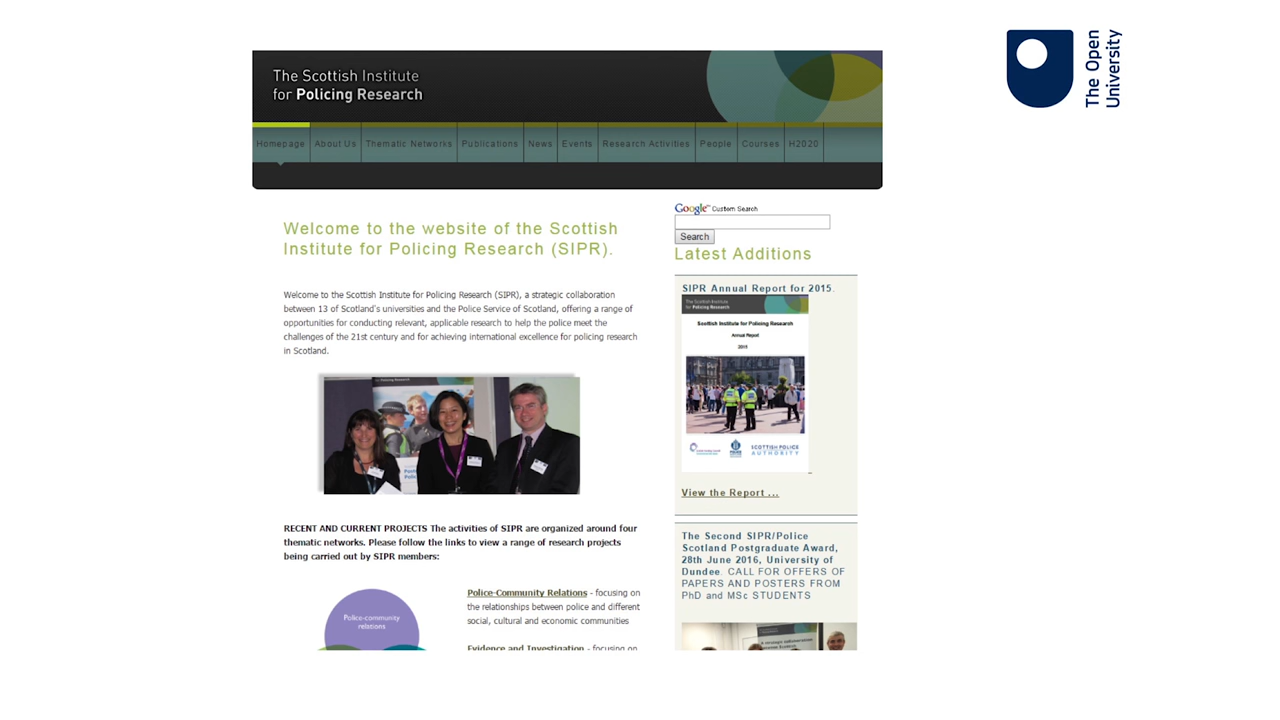 The Open
University
The Scottish Institute
for Policing Research
Homepage
About Us
Thematic Networks
Publications
News
Events
Research Activities
People
Courses
H2020
Welcome to the website of the Scottish
Institute for Policing Research (SIPR).
Welcome to the Scottish Institute for Policing Research (SIPR), a strategic collaboration
between 13 of Scotland's universities and the Police Service of Scotland, offering a range of
opportunities for conducting relevant, applicable research to help the police meet the
challenges of the 21st century and for achieving international excellence for policing research
in Scotland.
RECENT AND CURRENT PROJECTS The activities of SIPR are organized around four
thematic networks. Please follow the links to view a range of research projects
being carried out by SIPR members:
Police-community
relations
Police-Community Relations - focusing on
the relationships between police and different
social, cultural and economic communities
Evidence and Investigation - focusing on
Google™ Custom Search
Search
Latest Additions
SIPR Annual Report for 2015.
The Scottish Institute
for Policing Research
Scottish Institute for Policing Research
Annual Report
2015
SCOTTISH POLICE
AUTHORITY
View the Report ...
The Second SIPR/Police
Scotland Postgraduate Award,
28th June 2016, University of
Dundee. CALL FOR OFFERS OF
PAPERS AND POSTERS FROM
PhD and MSc STUDENTS
A strategic collaboration